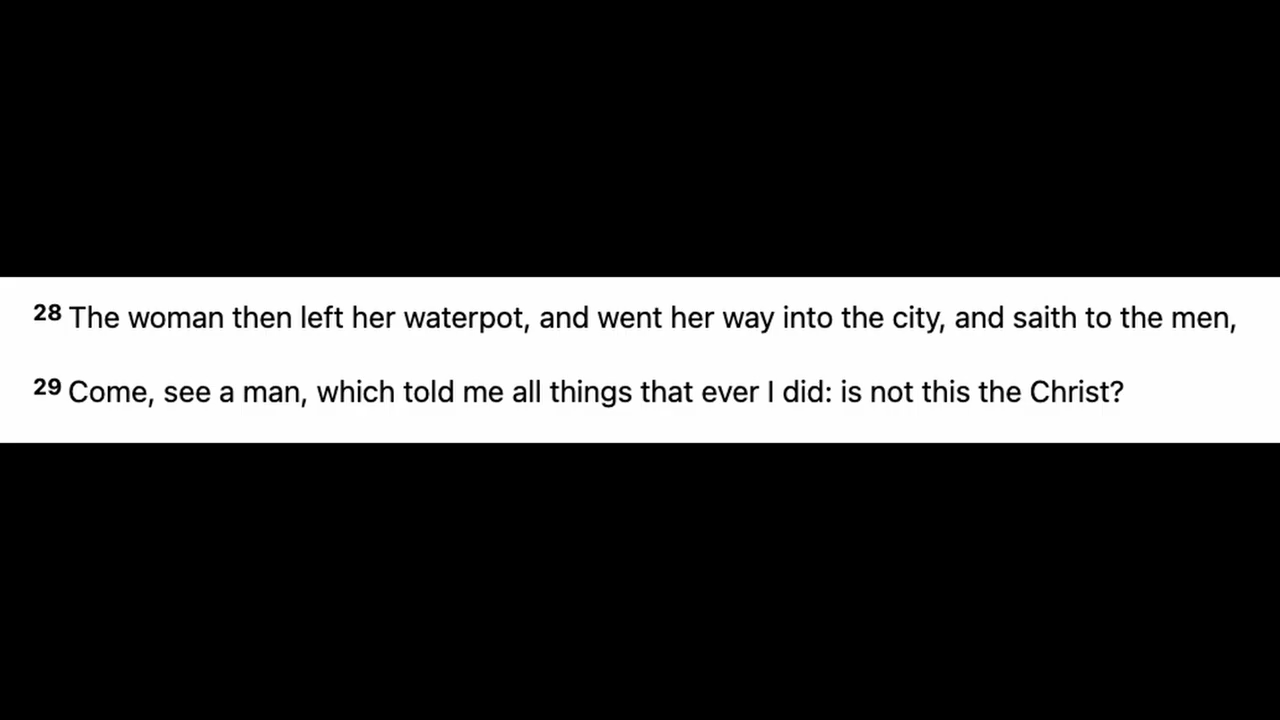 28 The woman then left her waterpot, and went her way into the city, and saith to the men,
29 Come, see a man, which told me all things that ever I did: is not this the Christ?